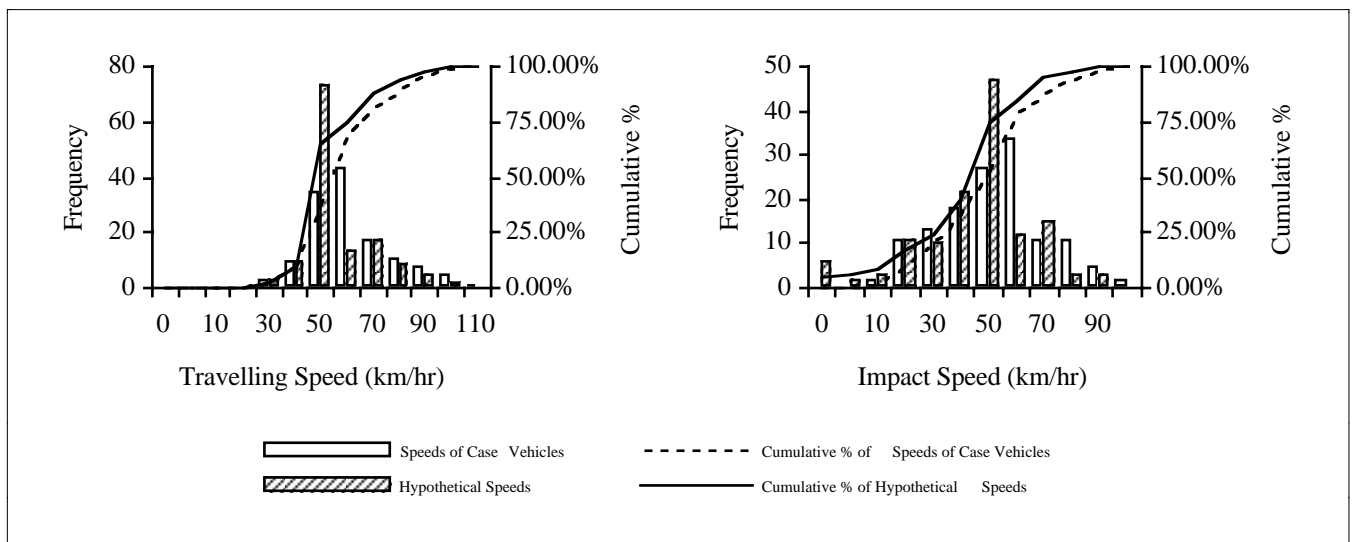 80
60
40
20
0
Frequency
100.00%
75.00%
50.00%
25.00%
0.00%
Cumulative %
0 10 30 50 70 90 110
Travelling Speed (km/hr)
50
40
30
20
10
0
Frequency
100.00%
75.00%
50.00%
25.00%
0.00%
Cumulative %
0 10 30 50 70 90
Impact Speed (km/hr)
Speeds of Case Vehicles
Cumulative % of Speeds of Case Vehicles
Hypothetical Speeds
Cumulative % of Hypothetical Speeds